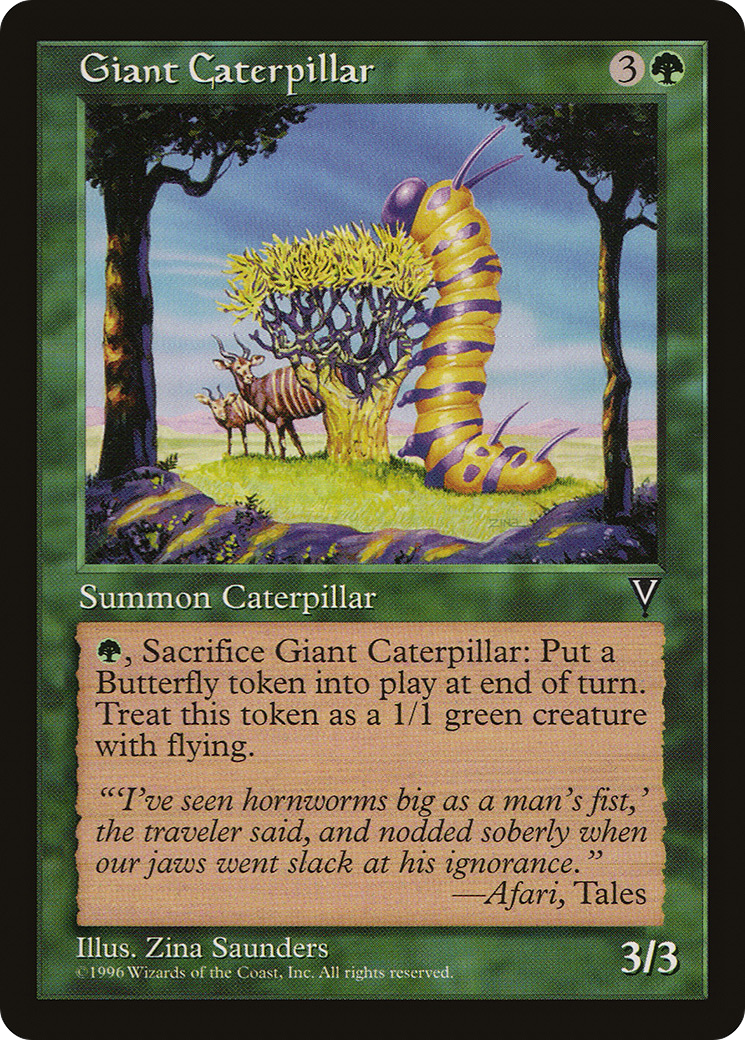 Giant Caterpillar 3
ZINA
Summon Caterpillar V
, Sacrifice Giant Caterpillar: Put a
Butterfly token into play at end of turn.
Treat this token as a 1/1 green creature
with flying.
“‘I’ve seen hornworms big as a man’s fist,’
the traveler said, and nodded soberly when
our jaws went slack at his ignorance.”
—Afari, Tales
Illus. Zina Saunders
©1996 Wizards of the Coast, Inc. All rights reserved.
3/3